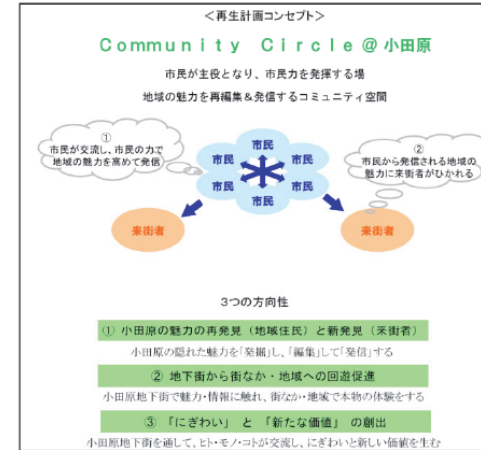 ＜再生計画コンセプト＞
Community Circle＠小田原
市民が主役となり、市民力を発揮する場
地域の魅力を再編集＆発信するコミュニティ空間
①
市民が交流し、市民の力で
地域の魅力を高めて発信
市民
市民
市民
市民
市民
市民
②
市民から発信される地域の
魅力に来街者がひかれる
来街者
来街者
3つの方向性
① 小田原の魅力の再発見（地域住民）と新発見（来街者）
小田原の隠れた魅力を「発掘」し、「編集」して「発信」する
② 地下街から街なか・地域への回遊促進
小田原地下街で魅力・情報に触れ、街なか・地域で本物の体験をする
③ 「にぎわい」 と 「新たな価値」 の創出
小田原地下街を通して、ヒト・モノ・コトが交流し、にぎわいと新しい価値を生む